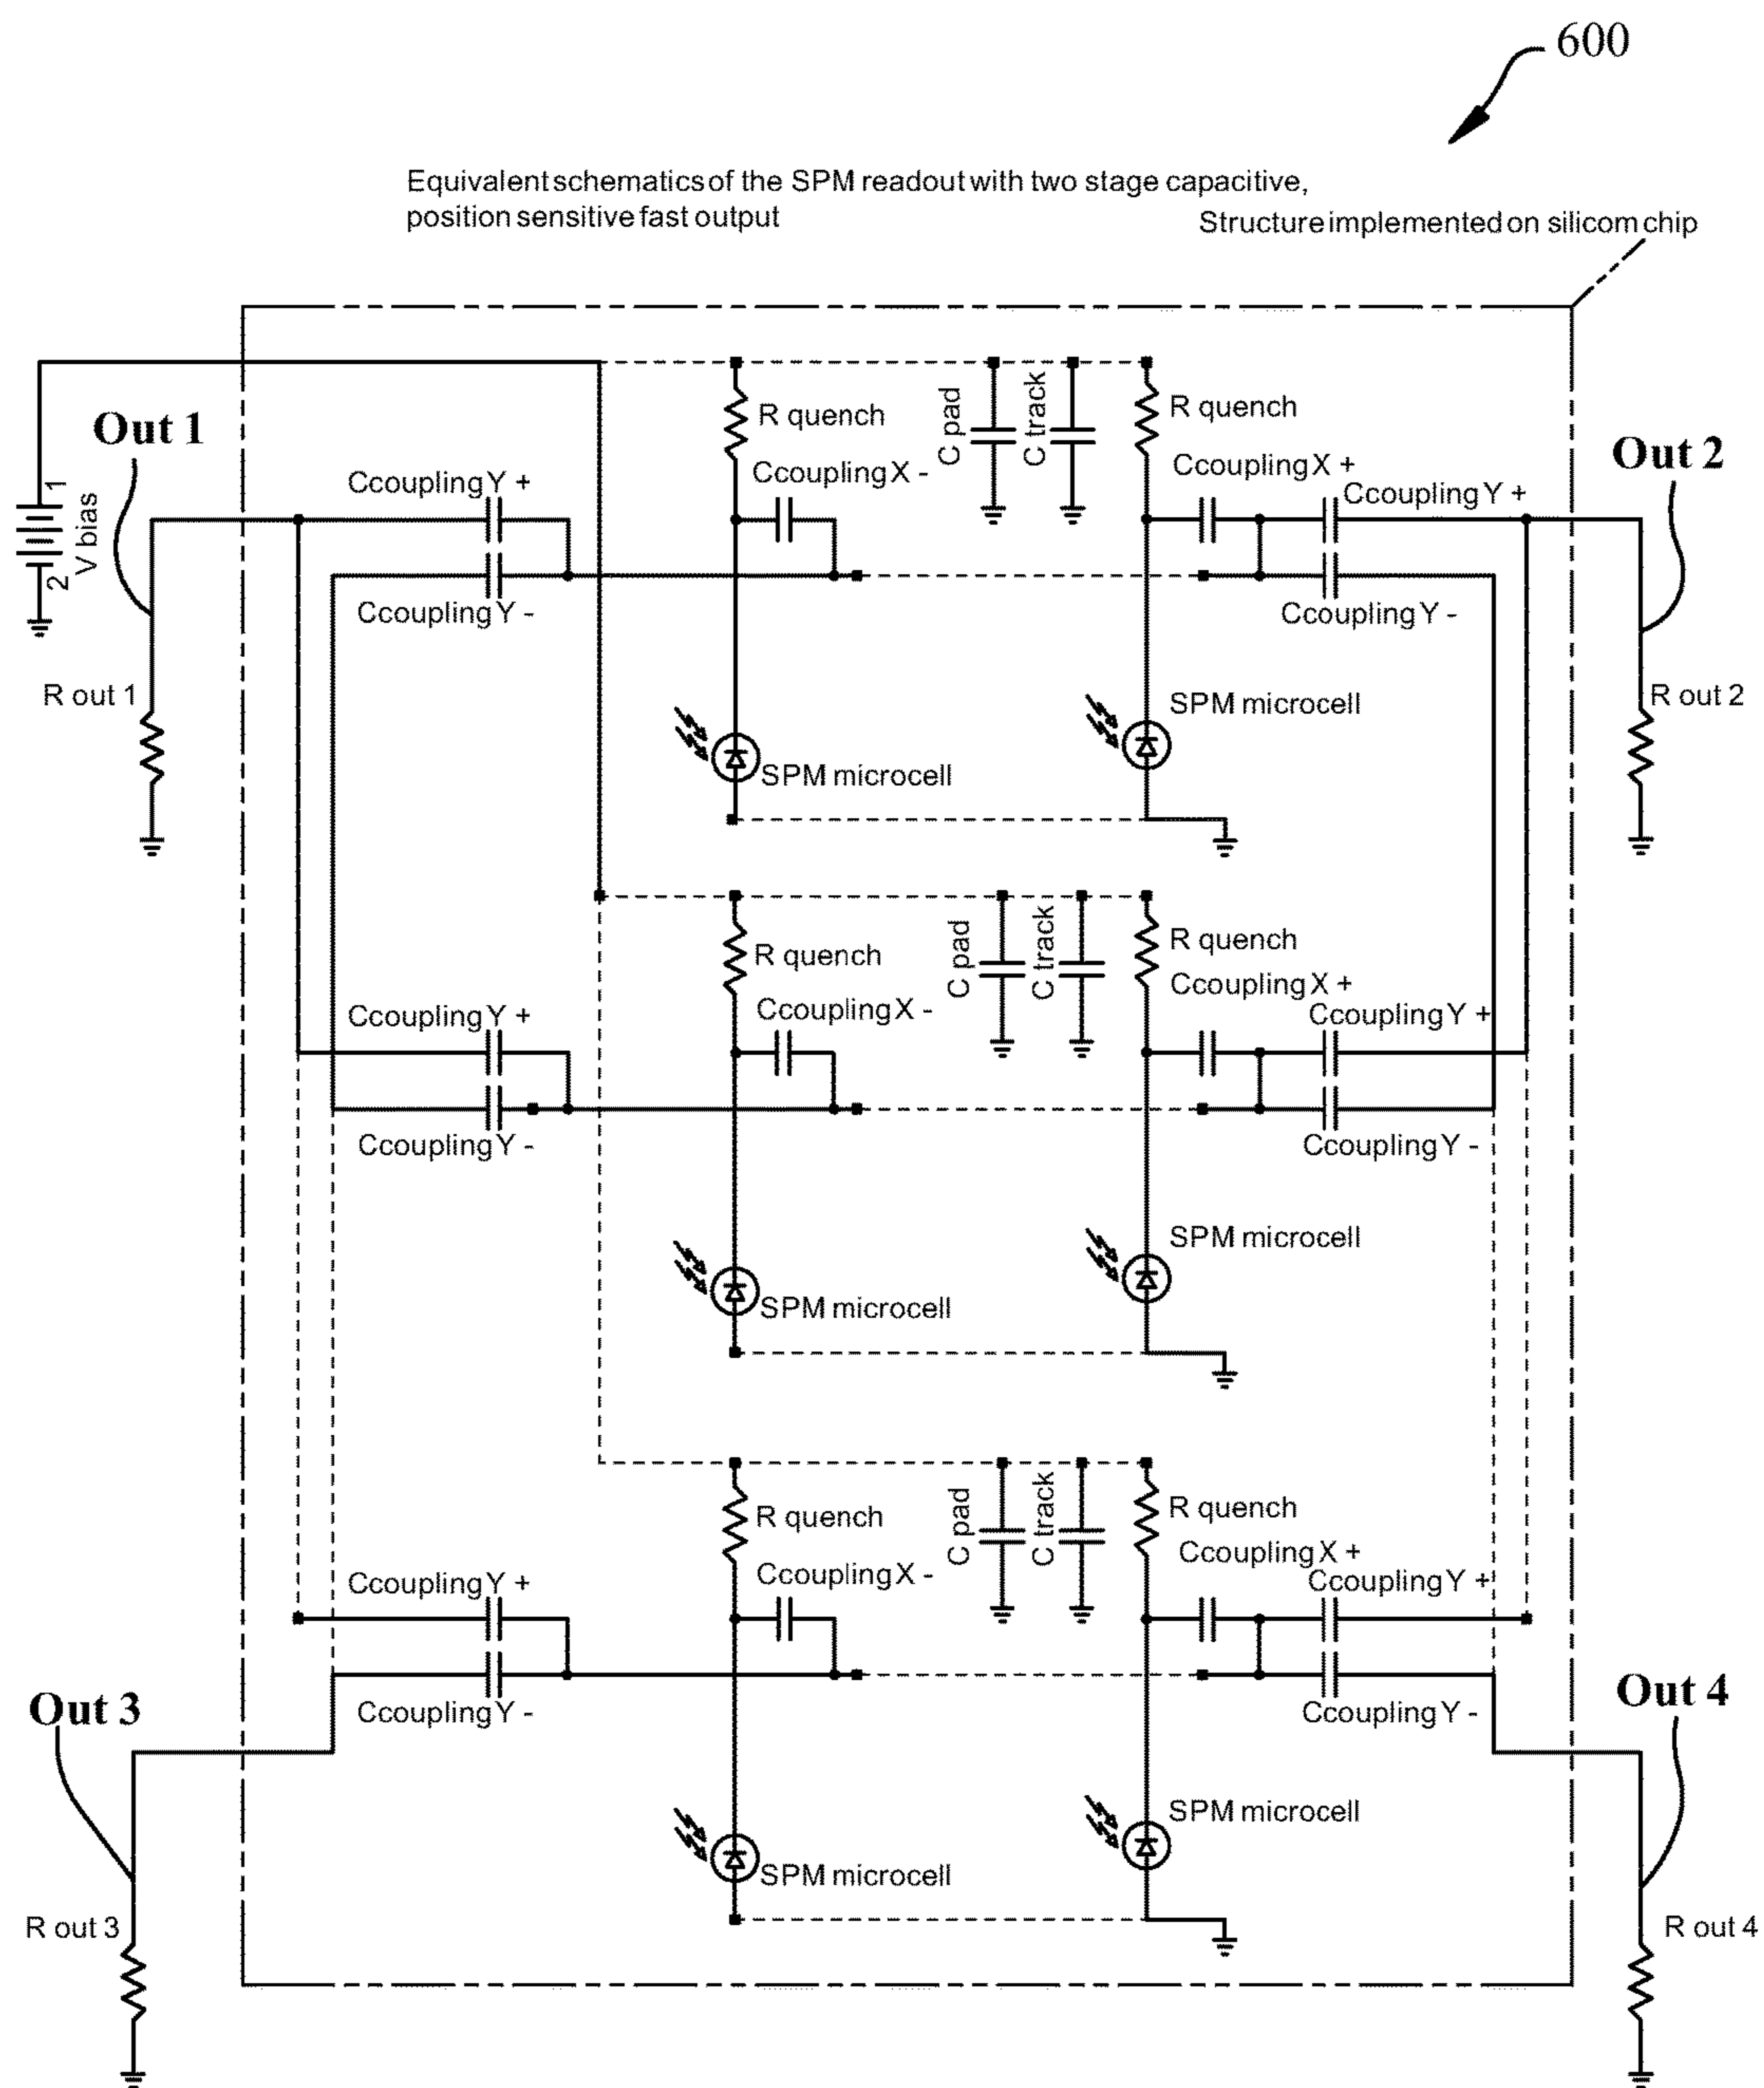 600
Equivalent schematics of the SPM readout with two stage capacitive,
position sensitive fast output
Structure implemented on silicom chip
Out 1
1
V bias
2
R out 1
Ccoupling Y +
Ccoupling Y -
R quench
Ccoupling X -
C pad
C track
R quench
Ccoupling X +
Ccoupling Y +
Ccoupling Y -
Out 2
R out 2
SPM microcell
SPM microcell
R quench
Ccoupling X -
C pad
C track
R quench
Ccoupling X +
Ccoupling Y +
Ccoupling Y +
Ccoupling Y -
Ccoupling Y -
SPM microcell
SPM microcell
R quench
Ccoupling X -
C pad
C track
R quench
Ccoupling X +
Ccoupling Y +
Ccoupling Y +
Ccoupling Y -
Ccoupling Y -
Out 3
Out 4
SPM microcell
SPM microcell
R out 3
R out 4